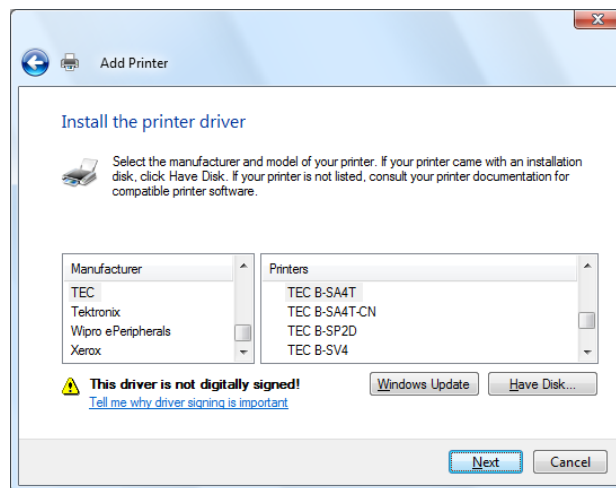 Add Printer
Install the printer driver
Select the manufacturer and model of your printer. If your printer came with an installation
disk, click Have Disk. If your printer is not listed, consult your printer documentation for
compatible printer software.
Manufacturer
TEC
Tektronix
Wipro ePeripherals
Xerox
Printers
TEC B-SA4T
TEC B-SA4T-CN
TEC B-SP2D
TEC B-SV4
This driver is not digitally signed!
Tell me why driver signing is important
Windows Update
Have Disk...
Next
Cancel